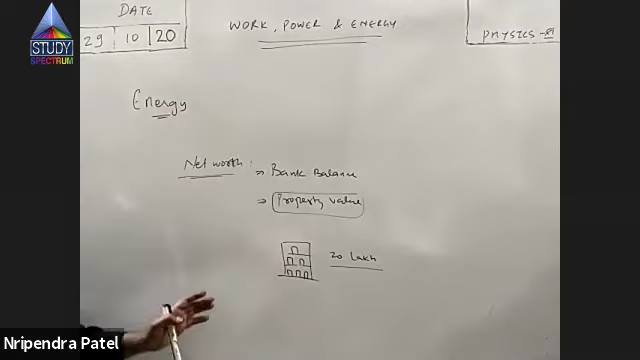 STUDY
SPECTRUM
DATE
29 10 20
WORK, POWER & ENERGY
PHYSICS - XI
Energy
Net worth : ⇒ Bank Balance
⇒ Property value
20 Lakh
Nripendra Patel